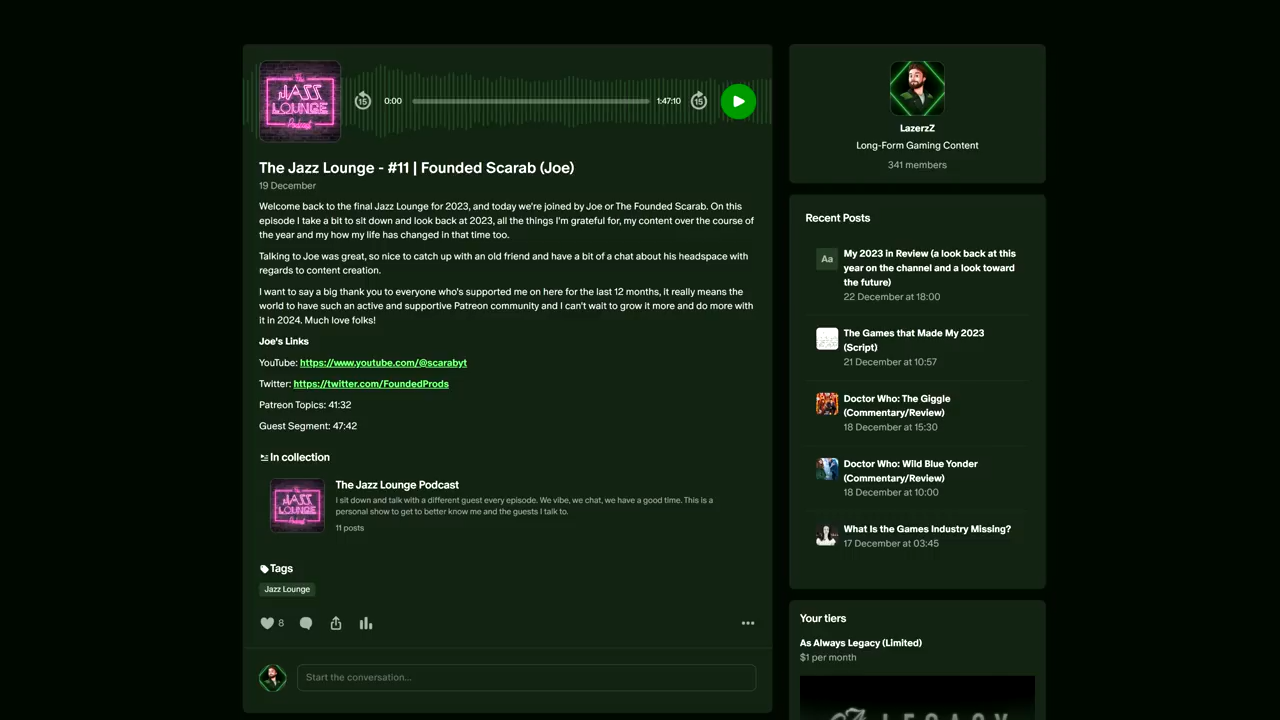 The
JAZZ
LOUNGE
Podcast
15
0:00
1:47:10
15
The Jazz Lounge - #11 | Founded Scarab (Joe)
19 December
Welcome back to the final Jazz Lounge for 2023, and today we're joined by Joe or The Founded Scarab. On this
episode I take a bit to sit down and look back at 2023, all the things I'm grateful for, my content over the course of
the year and my how my life has changed in that time too.
Talking to Joe was great, so nice to catch up with an old friend and have a bit of a chat about his headspace with
regards to content creation.
I want to say a big thank you to everyone who's supported me on here for the last 12 months, it really means the
world to have such an active and supportive Patreon community and I can't wait to grow it more and do more with
it in 2024. Much love folks!
Joe's Links
YouTube: https://www.youtube.com/@scarabyt
Twitter: https://twitter.com/FoundedProds
Patreon Topics: 41:32
Guest Segment: 47:42
In collection
The
JAZZ
LOUNGE
Podcast
The Jazz Lounge Podcast
I sit down and talk with a different guest every episode. We vibe, we chat, we have a good time. This is a
personal show to get to better know me and the guests I talk to.
11 posts
Tags
Jazz Lounge
8
Start the conversation...
LazerzZ
Long-Form Gaming Content
341 members
Recent Posts
Aa
My 2023 in Review (a look back at this
year on the channel and a look toward
the future)
22 December at 18:00
The Games that Made My 2023
(Script)
21 December at 10:57
Doctor Who: The Giggle
(Commentary/Review)
18 December at 15:30
Doctor Who: Wild Blue Yonder
(Commentary/Review)
18 December at 10:00
What Is the Games Industry Missing?
17 December at 03:45
Your tiers
As Always Legacy (Limited)
$1 per month
LEGACY